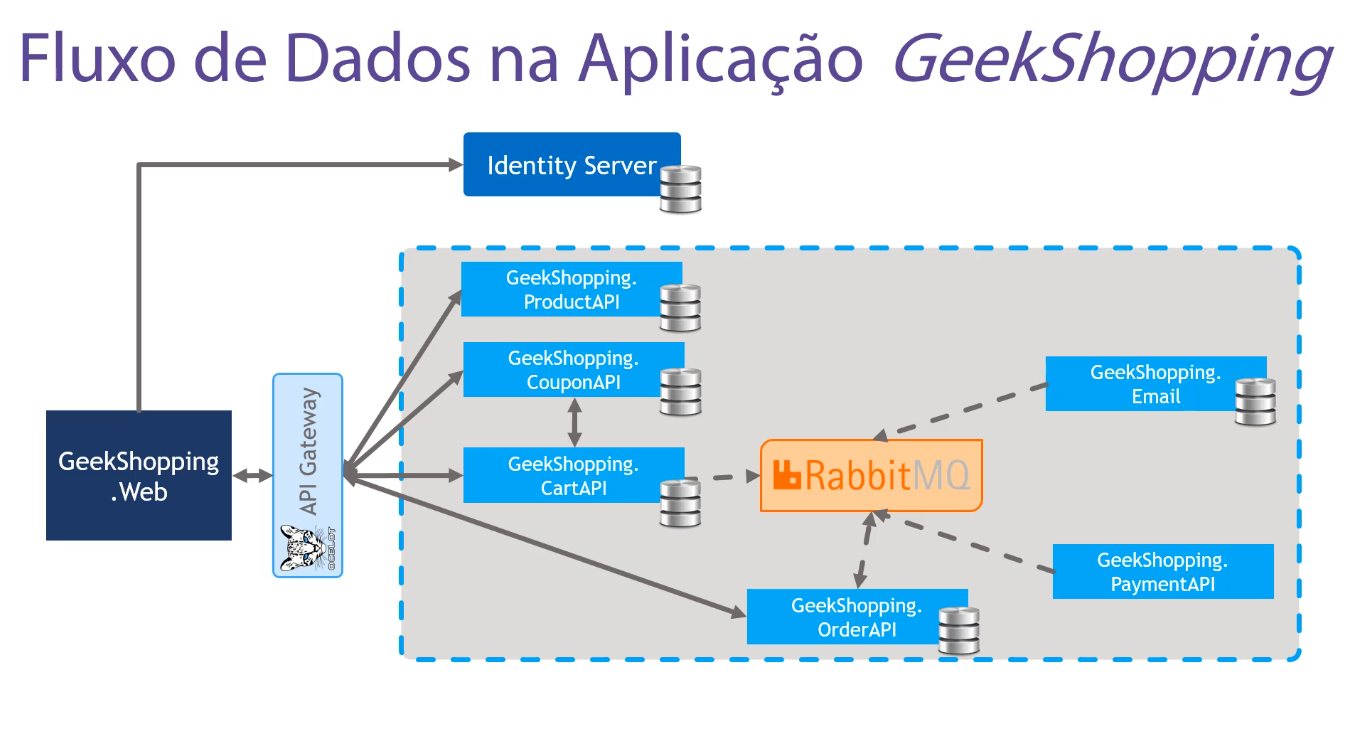 Fluxo de Dados na Aplicação GeekShopping
Identity Server
GeekShopping.
ProductAPI
GeekShopping.
CouponAPI
GeekShopping.
Email
API Gateway
OCELOT
GeekShopping
.Web
GeekShopping.
CartAPI
RabbitMQ
GeekShopping.
PaymentAPI
GeekShopping.
OrderAPI